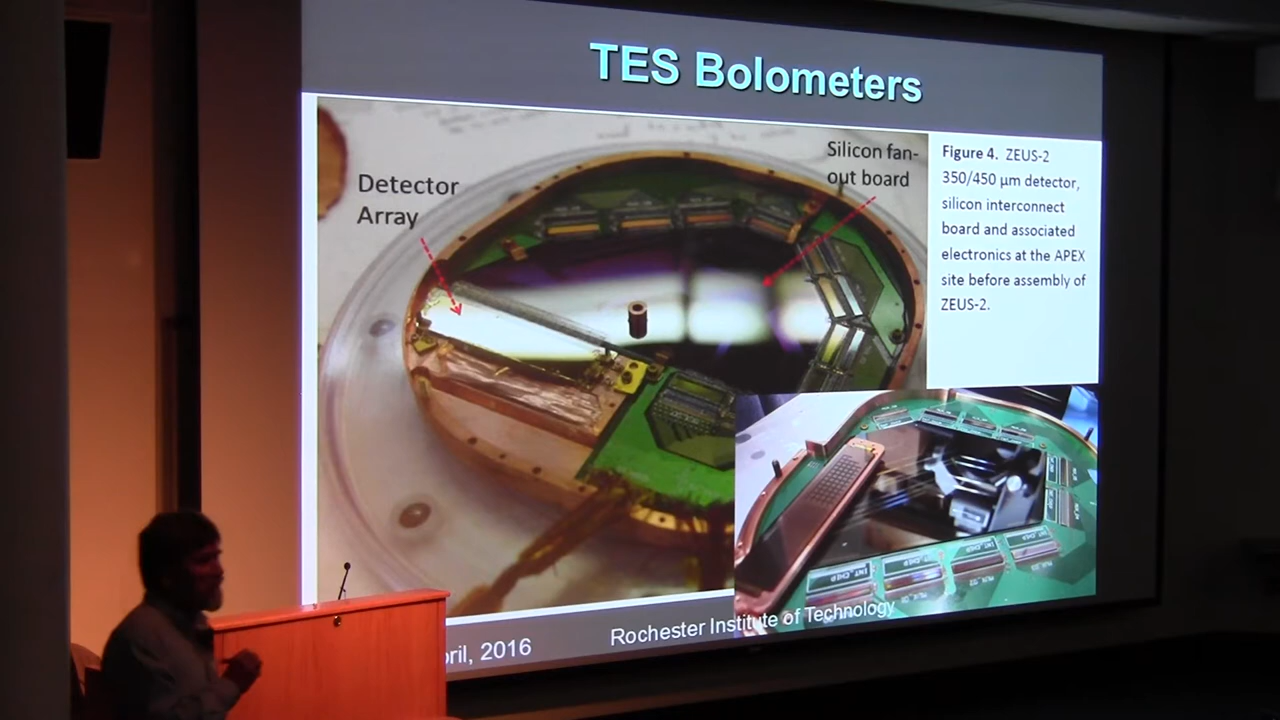 TES Bolometers
Detector
Array
Silicon fan-
out board
Figure 4. ZEUS-2
350/450 µm detector,
silicon interconnect
board and associated
electronics at the APEX
site before assembly of
ZEUS-2.
Rochester Institute of Technology
pril, 2016